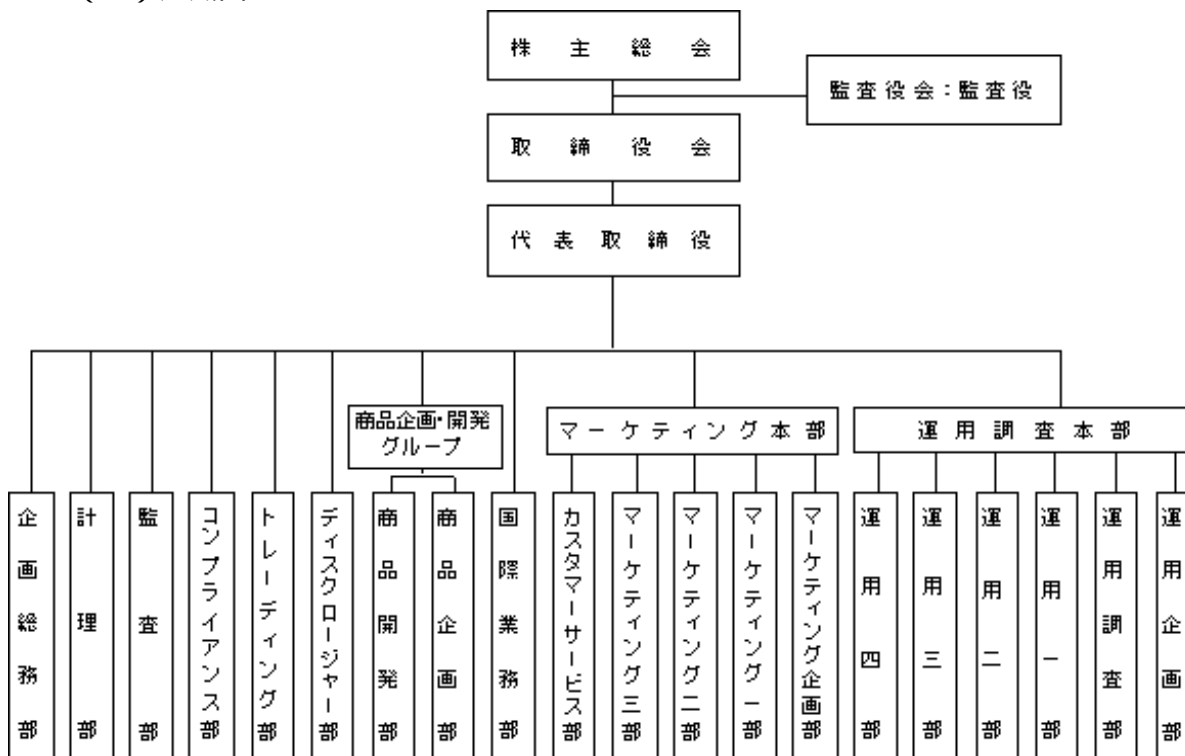 株主総会
監査役会：監査役
取締役会
代表取締役
商品企画・開発
グループ
マーケティング本部
運用調査本部
企画総務部
計理部
監査部
コンプライアンス部
トレーディング部
ディスクロージャー部
商品開発部
商品企画部
国際業務部
カスタマーサービス部
マーケティング三部
マーケティング二部
マーケティング一部
マーケティング企画部
運用四部
運用三部
運用二部
運用一部
運用調査部
運用企画部